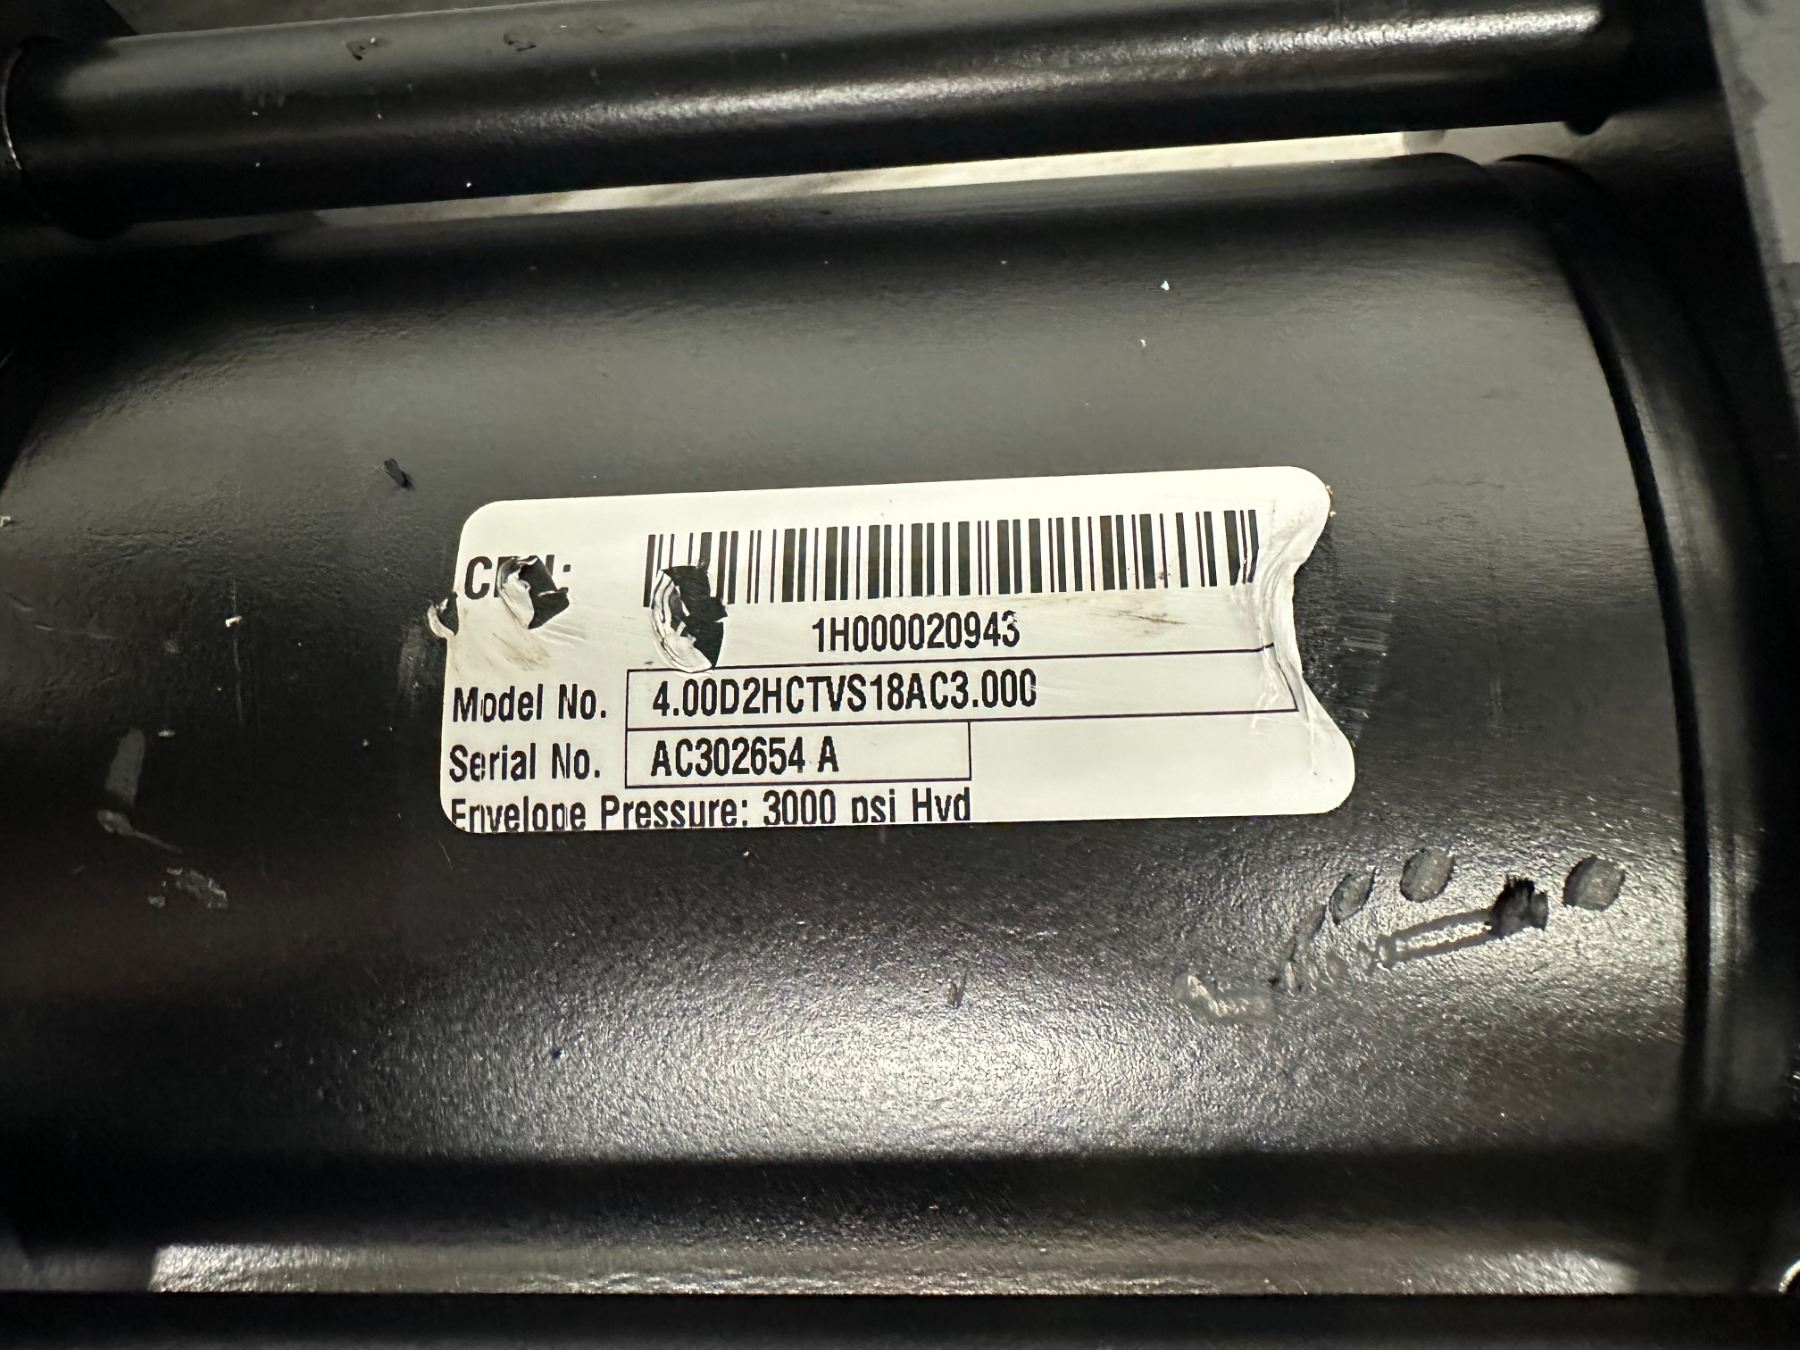 1H000020943
Model No. 4.00D2HCTVS18AC3.000
Serial No. AC302654 A
Envelope Pressure: 3000 psi Hyd